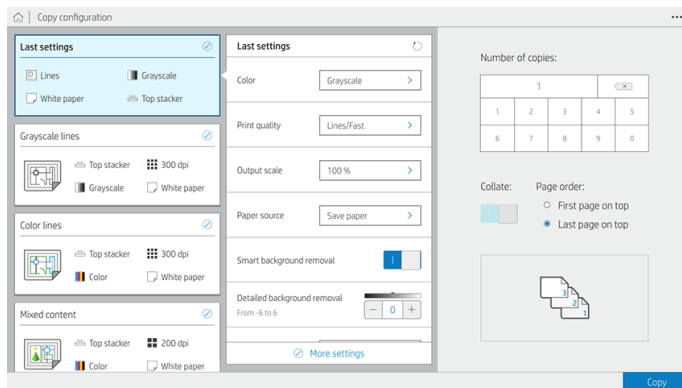 Copy configuration
Last settings
Lines
Grayscale
White paper
Top stacker
Grayscale lines
Top stacker
300 dpi
Grayscale
White paper
Color lines
Top stacker
300 dpi
Color
White paper
Mixed content
Top stacker
200 dpi
Color
White paper
Last settings
Color
Grayscale
Print quality
Lines/Fast
Output scale
100 %
Paper source
Save paper
Smart background
removal
Detailed background
removal
From -6 to 6
− 0 +
More settings
Number of copies:
1
1 2 3 4 5
6 7 8 9 0
Collate:
Page order:
First page on top
Last page on top
3
2
1
Copy